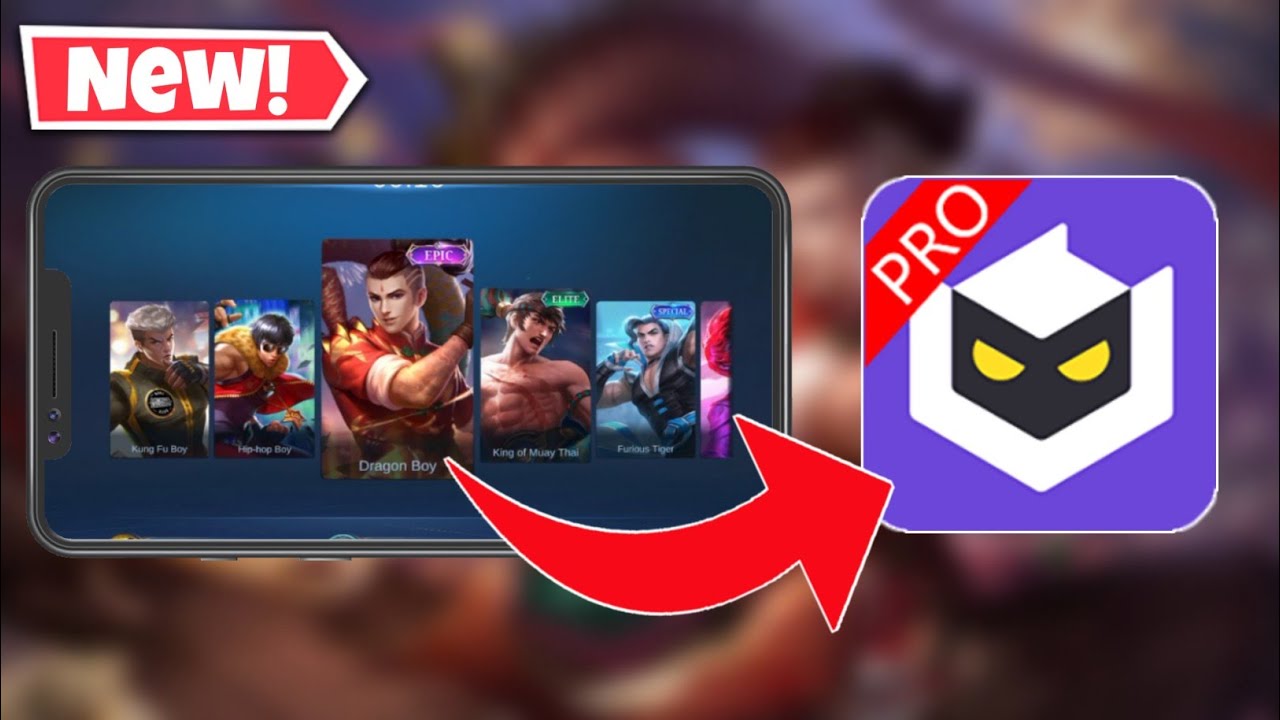 New!
PRO
EPIC
ELITE
SPECIAL
Kung Fu Boy
Hip-hop Boy
Dragon Boy
King of Muay Thai
Furious Tiger